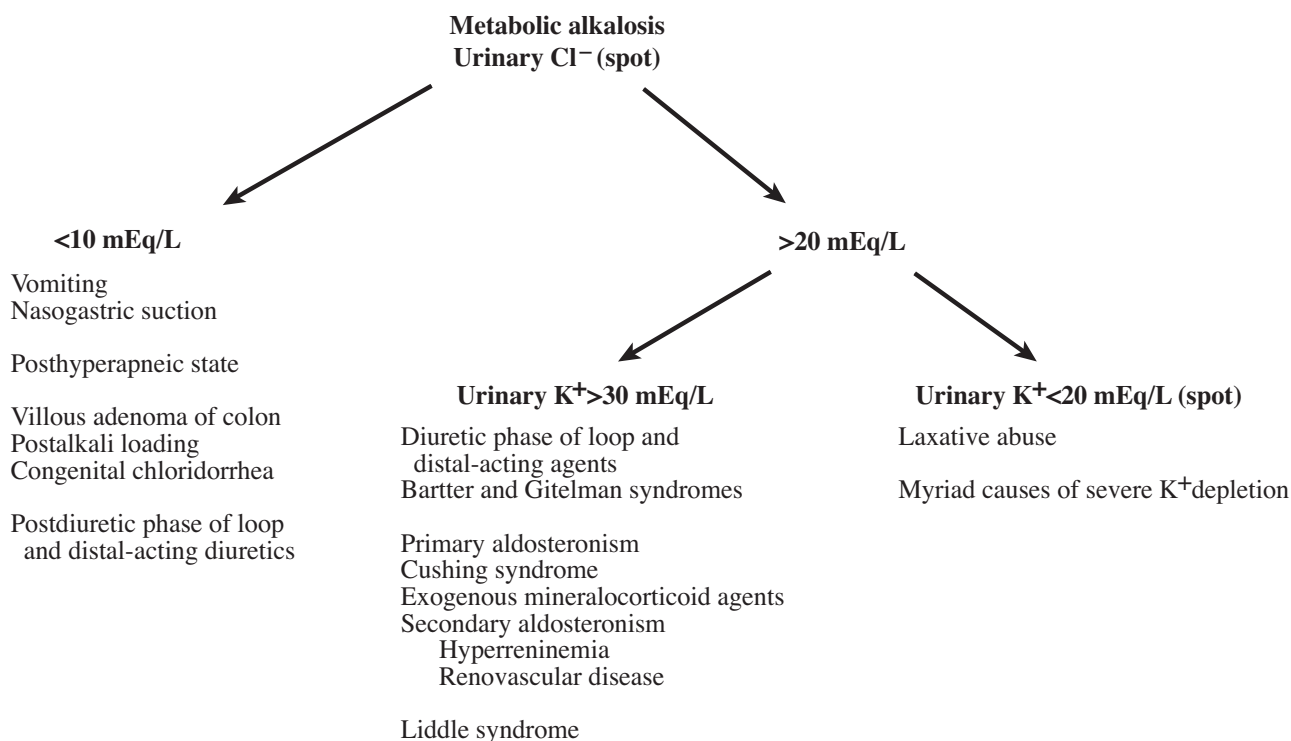 Metabolic alkalosis
Urinary Cl⁻ (spot)
<10 mEq/L
Vomiting
Nasogastric suction
Posthyperapneic state
Villous adenoma of colon
Postalkali loading
Congenital chloridorrhea
Postdiuretic phase of loop
and distal-acting diuretics
>20 mEq/L
Urinary K⁺>30 mEq/L
Diuretic phase of loop and
distal-acting agents
Bartter and Gitelman syndromes
Primary aldosteronism
Cushing syndrome
Exogenous mineralocorticoid agents
Secondary aldosteronism
Hyperreninemia
Renovascular disease
Liddle syndrome
Urinary K⁺<20 mEq/L (spot)
Laxative abuse
Myriad causes of severe K⁺depletion